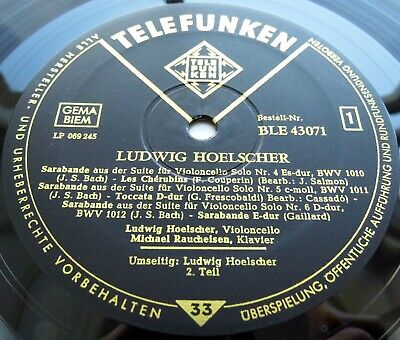 TELEFUNKEN
TELE
FUN
KEN
GEMA
BIEM
LP 069 245
Bestell-Nr.
BLE 43071
1
LUDWIG HOELSCHER
Sarabande aus der Suite für Violoncello Solo Nr. 4 Es-dur, BWV 1010
(J. S. Bach) - Les Chérubins (F. Couperin) (Bearb.: J. Salmon)
Sarabande aus der Suite für Violoncello Solo Nr. 5 c-moll, BWV 1011
(J. S. Bach) - Toccata D-dur (G. Frescobaldi) (Bearb.: Cassadó)
Sarabande aus der Suite für Violoncello Solo Nr. 6 D-dur,
BWV 1012 (J. S. Bach) - Sarabande E-dur (Gaillard)
Ludwig Hoelscher, Violoncello
Michael Raucheisen, Klavier
Umseitig: Ludwig Hoelscher
2. Teil
33
ALLE HERSTELLER- UND URHEBERRECHTE VORBEHALTEN
ÜBERSPIELUNG, ÖFFENTLICHE AUFFÜHRUNG UND RUNDFUNKSENDUNG VERBOTEN